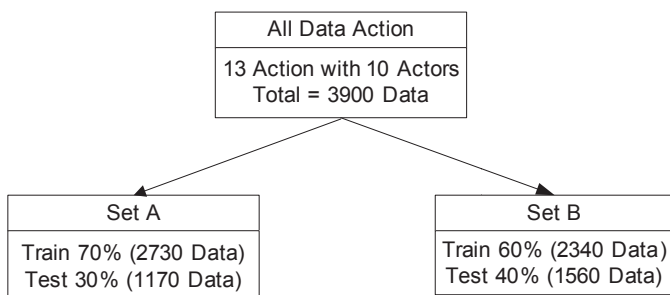 All Data Action
13 Action with 10 Actors
Total = 3900 Data
Set A
Train 70% (2730 Data)
Test 30% (1170 Data)
Set B
Train 60% (2340 Data)
Test 40% (1560 Data)